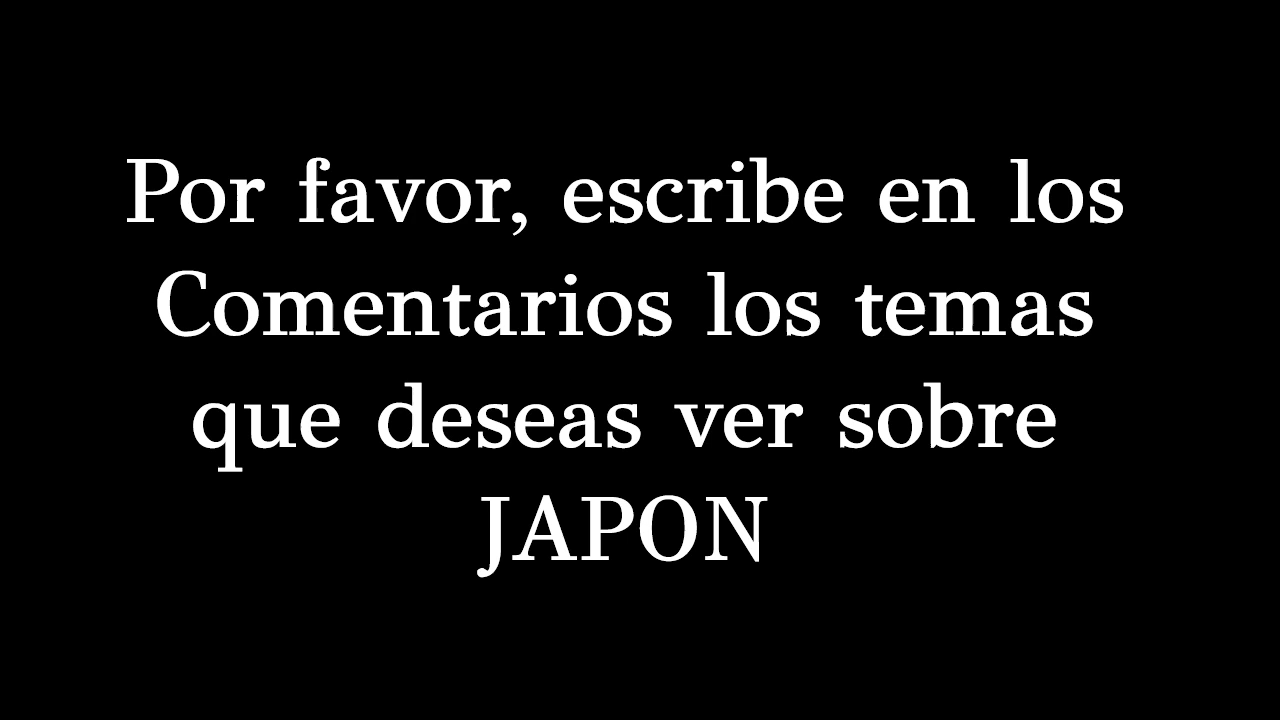 Por favor, escribe en los
Comentarios los temas
que deseas ver sobre
JAPON